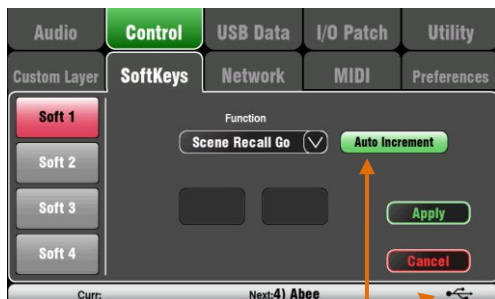 Audio Control USB Data I/O Patch Utility
Custom Layer SoftKeys Network MIDI Preferences
Soft 1
Function
Scene Recall Go Auto Increment
Soft 2
Soft 3 Apply
Soft 4 Cancel
Curr: Next:4) Abee